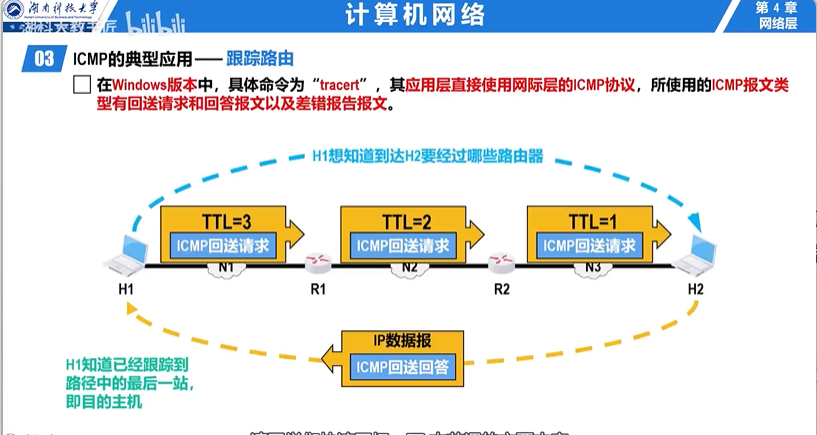 湖南科技大学
bilibili
计算机网络
第 4 章
网络层
03 ICMP的典型应用——跟踪路由
在Windows版本中，具体命令为“tracert”，其应用层直接使用网际层的ICMP协议，所使用的ICMP报文类
型有回送请求和回答报文以及差错报告报文。
H1想知道到达H2要经过哪些路由器
TTL=3
ICMP回送请求
TTL=2
ICMP回送请求
TTL=1
ICMP回送请求
N1
N2
N3
H1
R1
R2
H2
IP数据报
ICMP回送回答
H1知道已经跟踪到
路径中的最后一站，
即目的主机